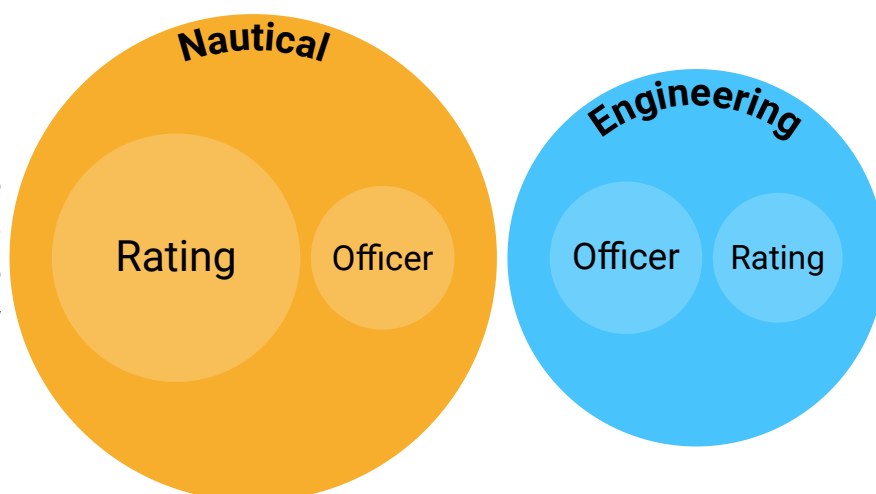 Nautical
Rating
Officer
Engineering
Officer
Rating